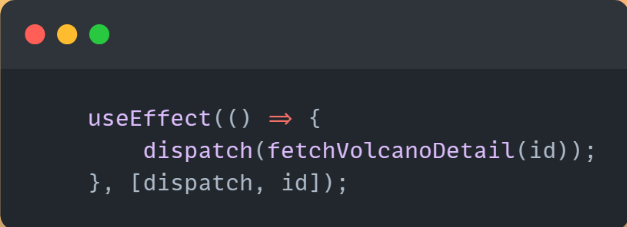 useEffect(() => {
    dispatch(fetchVolcanoDetail(id));
}, [dispatch, id]);